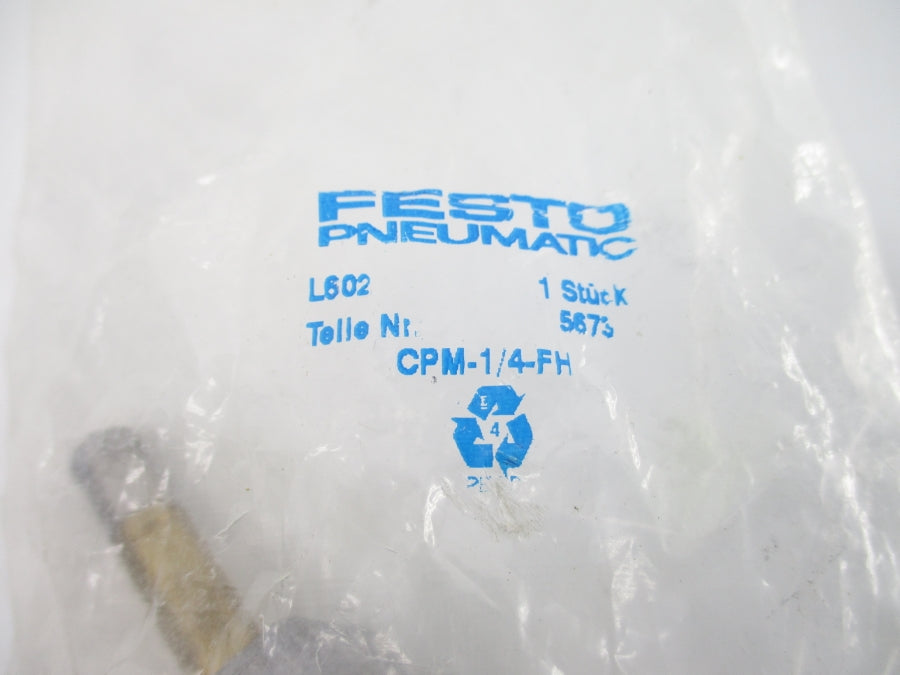 FESTO
PNEUMATIC
L602 1 Stück
Teile Nr. 5673
CPM-1/4-FH
4